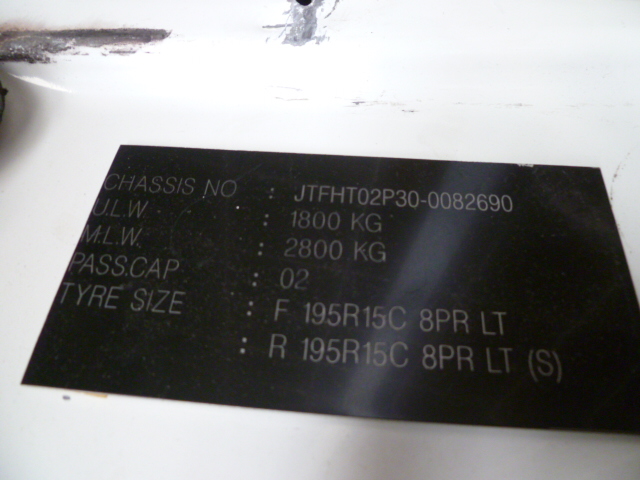 CHASSIS NO : JTFHT02P30-0082690
U.L.W : 1800 KG
M.L.W. : 2800 KG
PASS.CAP : 02
TYRE SIZE : F 195R15C 8PR LT
: R 195R15C 8PR LT (S)